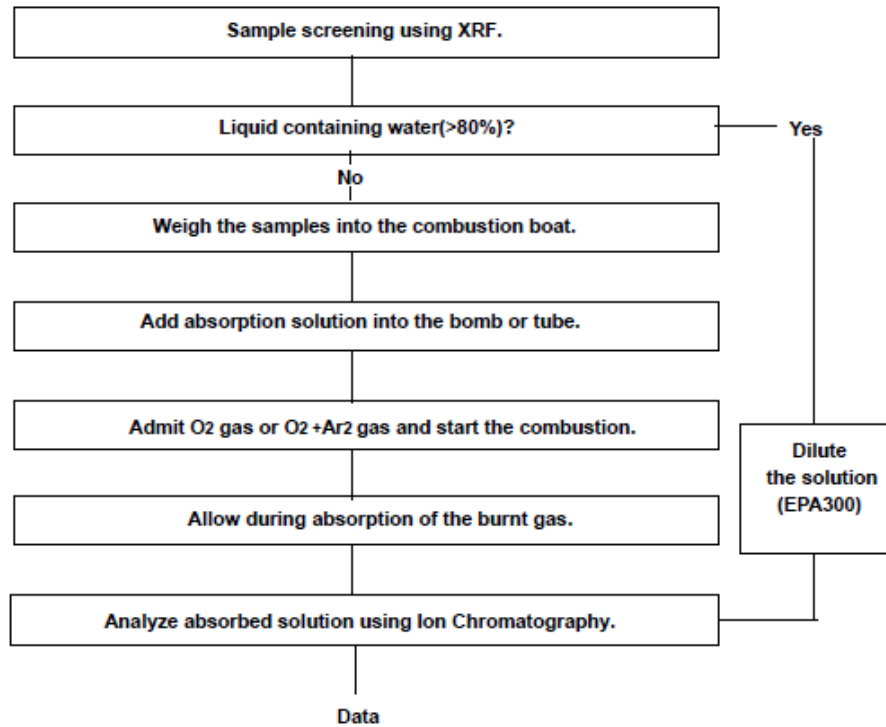 Sample screening using XRF.
Liquid containing water(>80%)?
Yes
No
Weigh the samples into the combustion boat.
Add absorption solution into the bomb or tube.
Admit O2 gas or O2 +Ar2 gas and start the combustion.
Dilute
the solution
(EPA300)
Allow during absorption of the burnt gas.
Analyze absorbed solution using Ion Chromatography.
Data